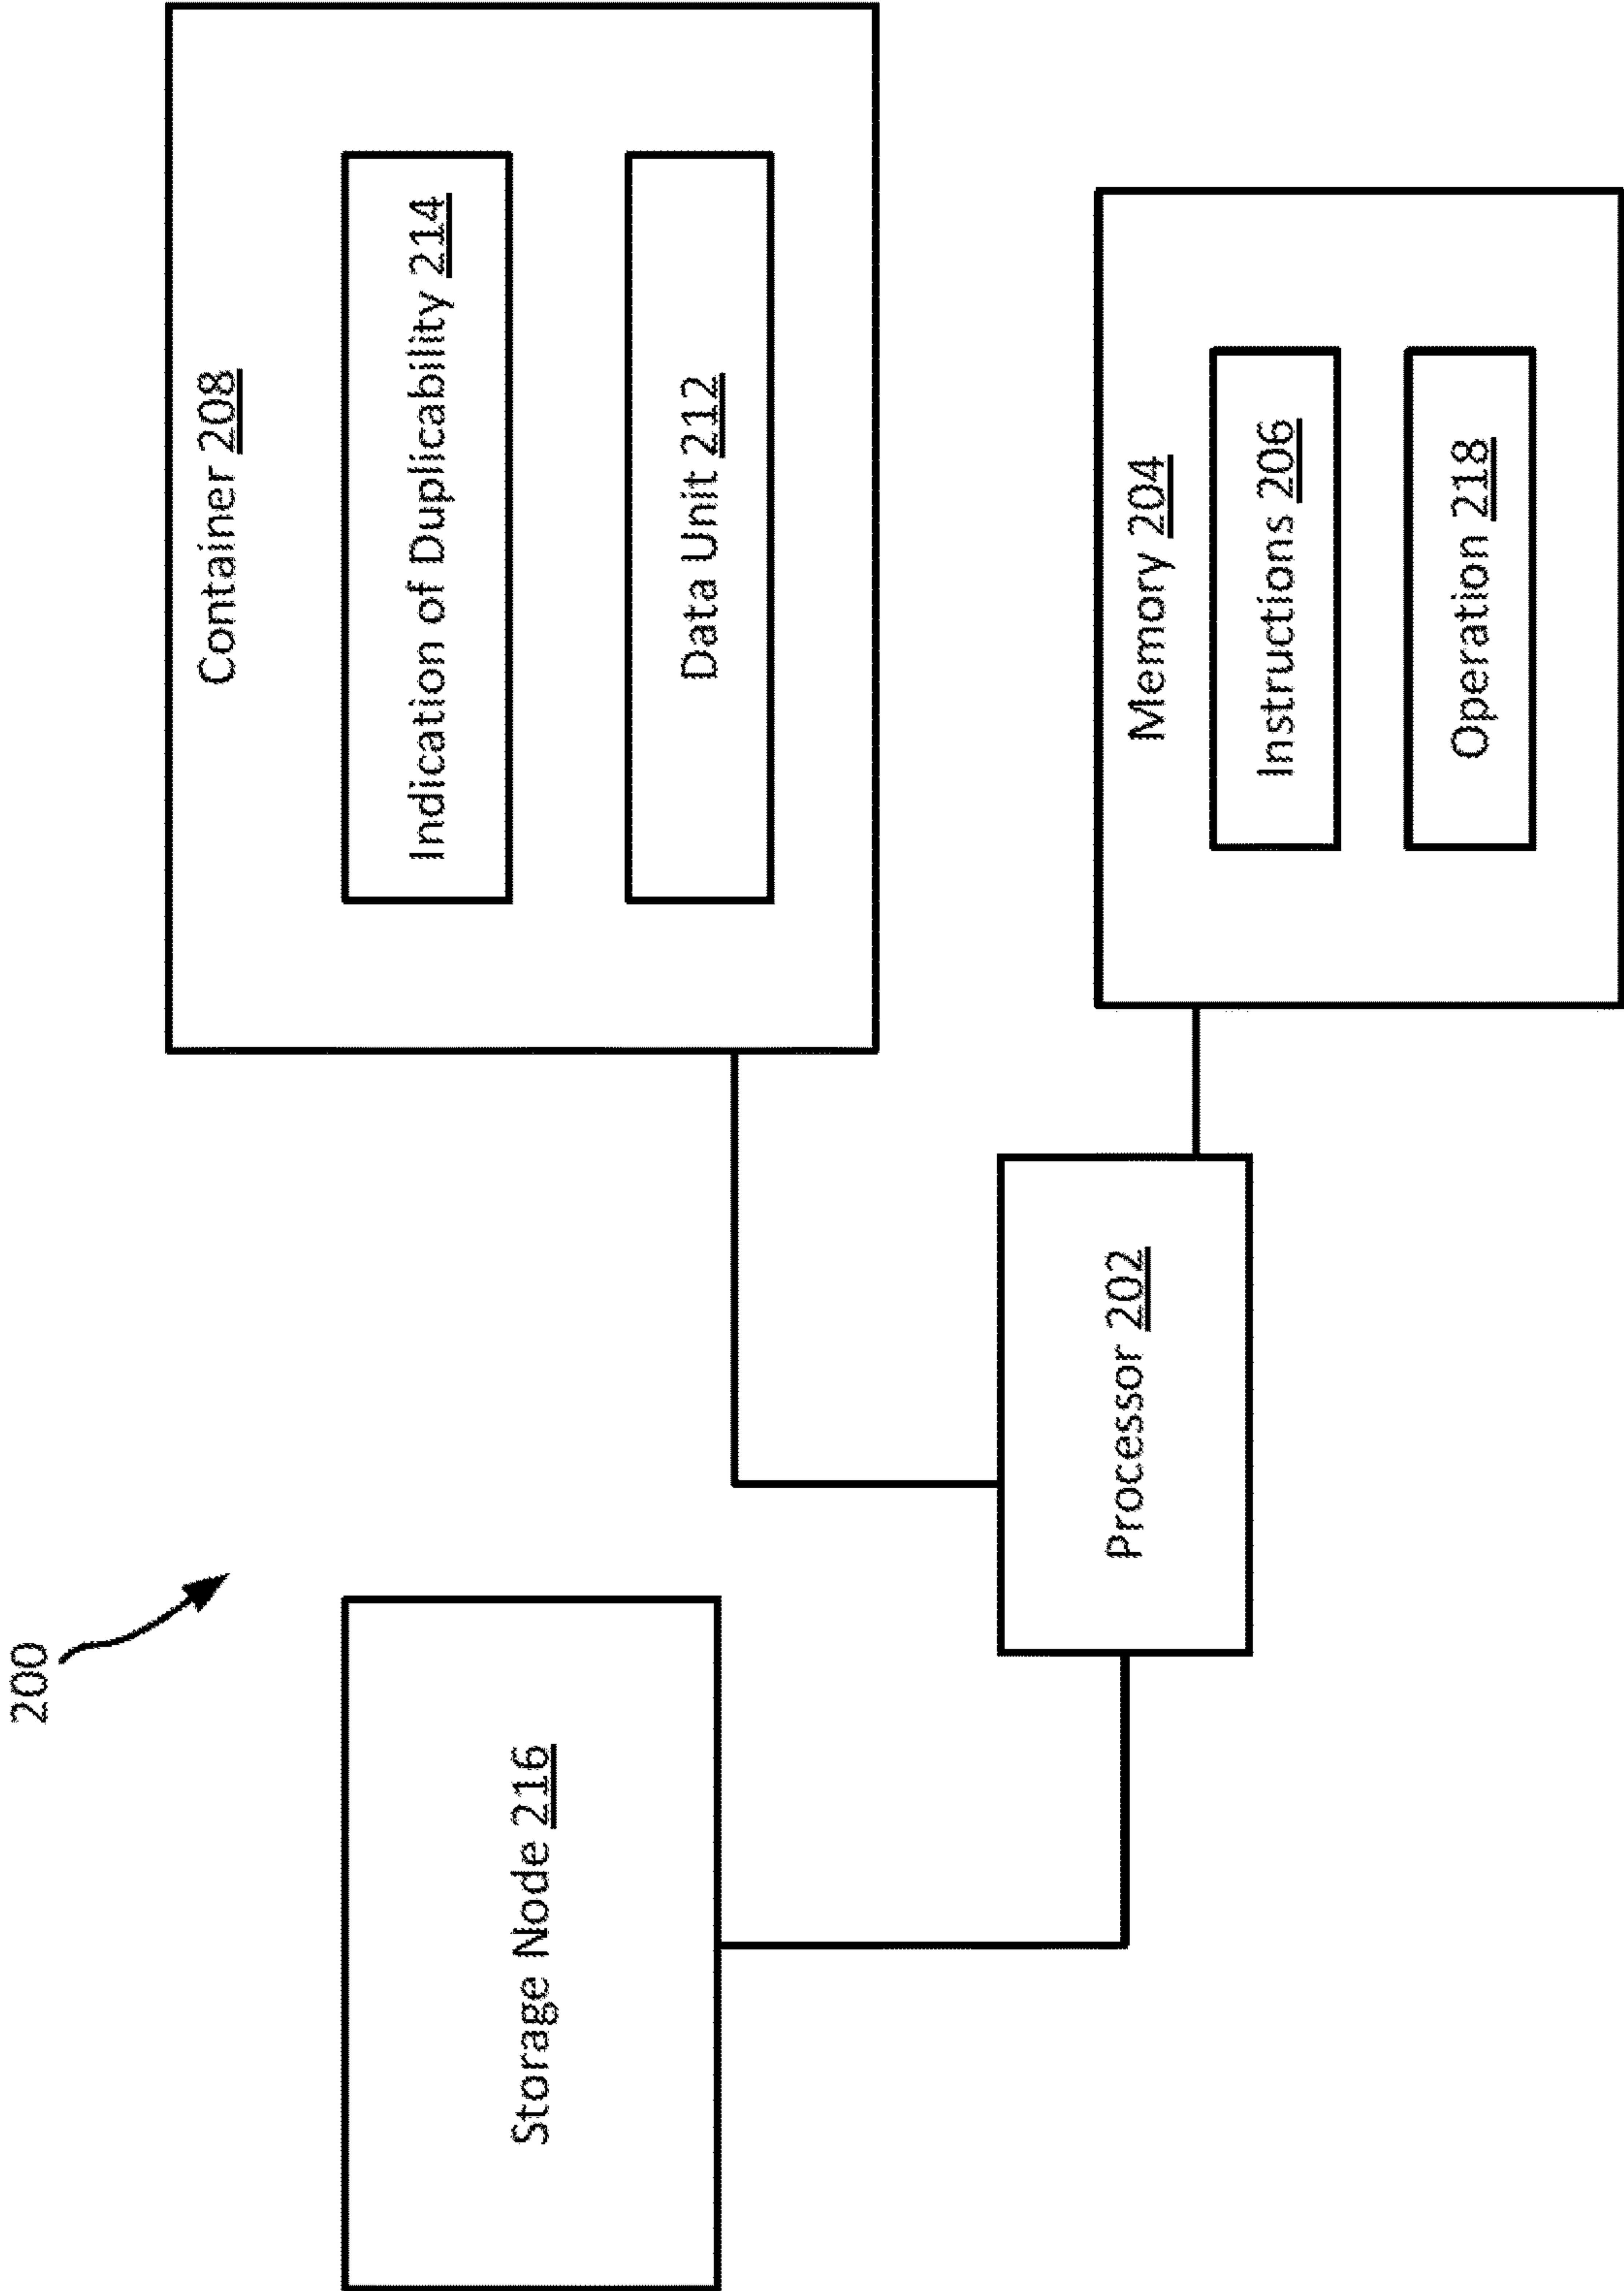 200
Storage Node 216
Container 208
Indication of Duplicability 214
Data Unit 212
Processor 202
Memory 204
Instructions 206
Operation 218